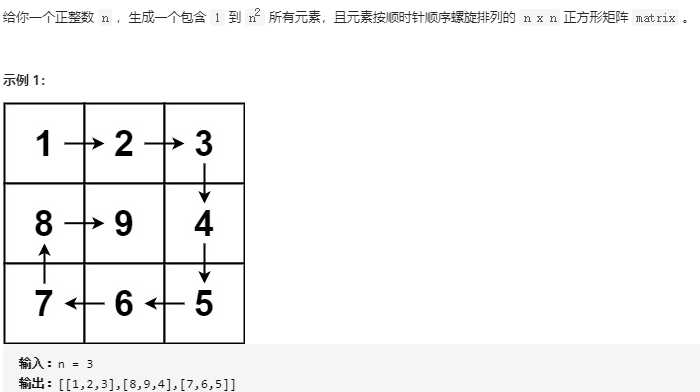 给你一个正整数 n ，生成一个包含 1 到 n² 所有元素，且元素按顺时针顺序螺旋排列的 n x n 正方形矩阵 matrix 。
示例 1：
1 2 3
8 9 4
7 6 5
输入：n = 3
输出：[[1,2,3],[8,9,4],[7,6,5]]